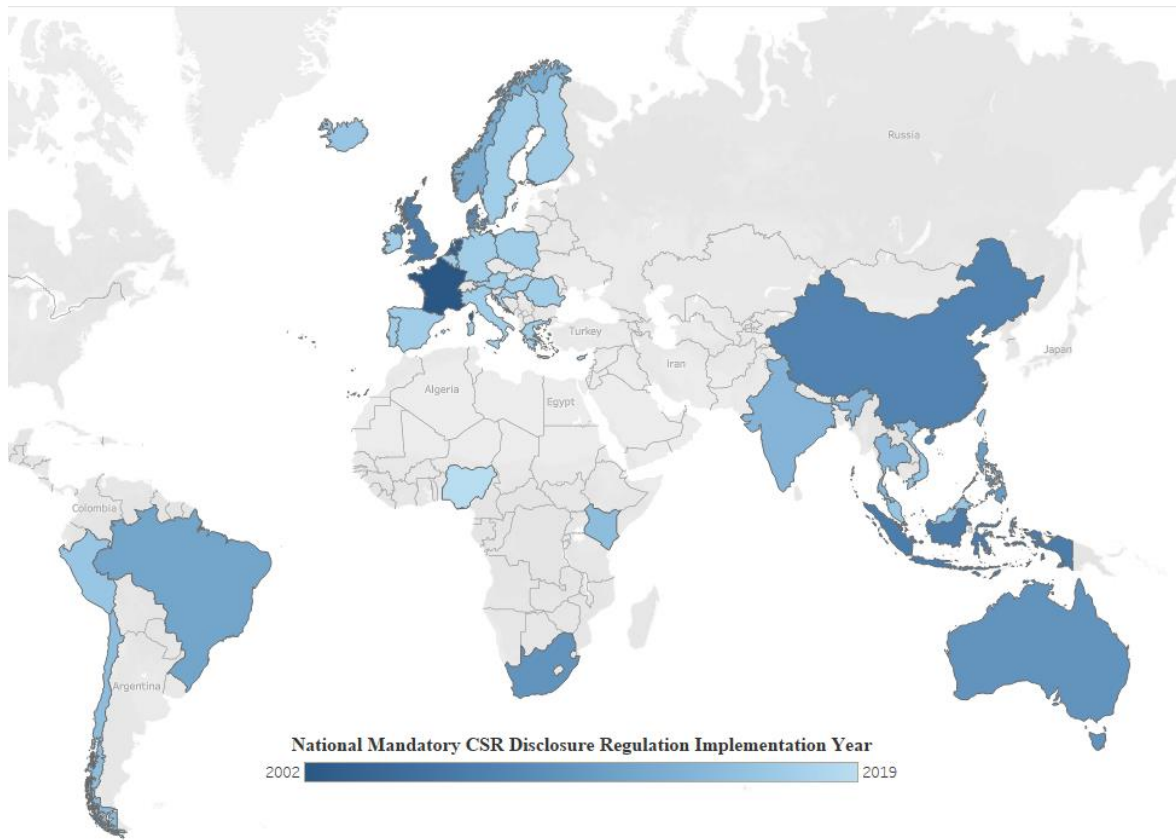 Russia
Turkey
Iran
Japan
Algeria
Egypt
Colombia
Argentina
National Mandatory CSR Disclosure Regulation Implementation Year
2002
2019